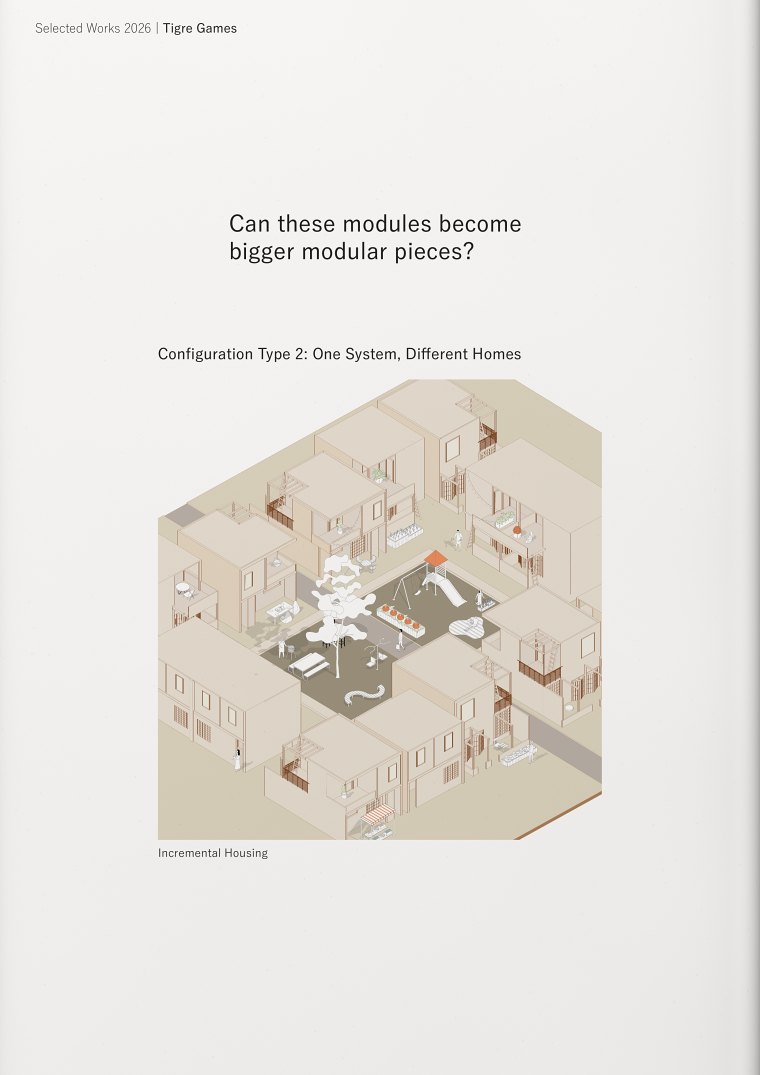 Selected Works 2026 | Tigre Games
Can these modules become
bigger modular pieces?
Configuration Type 2: One System, Different Homes
Incremental Housing